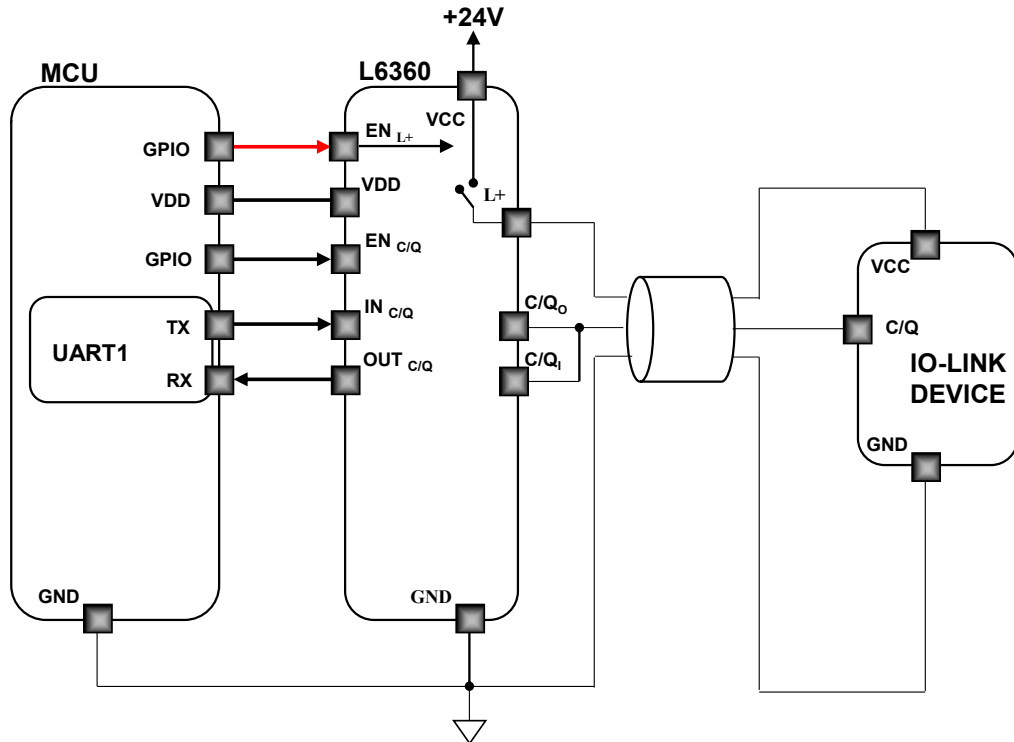 +24V
MCU
L6360
GPIO
EN L+
VCC
VDD
VDD
L+
GPIO
EN C/Q
VCC
TX
IN C/Q
C/QO
C/Q
UART1
RX
OUT C/Q
C/QI
IO-LINK
DEVICE
GND
GND
GND